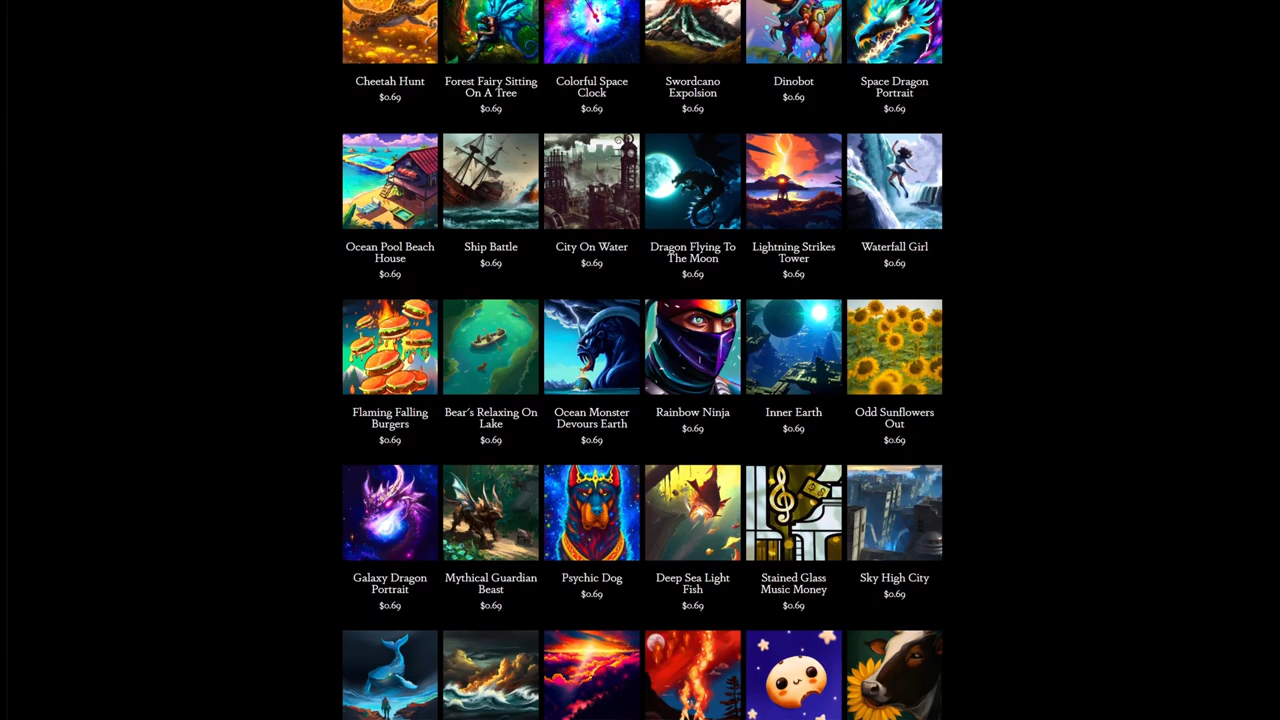 Cheetah Hunt
$0.69
Forest Fairy Sitting
On A Tree
$0.69
Colorful Space
Clock
$0.69
Swordcano
Expolsion
$0.69
Dinobot
$0.69
Space Dragon
Portrait
$0.69
Ocean Pool Beach
House
$0.69
Ship Battle
$0.69
City On Water
$0.69
Dragon Flying To
The Moon
$0.69
Lightning Strikes
Tower
$0.69
Waterfall Girl
$0.69
Flaming Falling
Burgers
$0.69
Bear's Relaxing On
Lake
$0.69
Ocean Monster
Devours Earth
$0.69
Rainbow Ninja
$0.69
Inner Earth
$0.69
Odd Sunflowers
Out
$0.69
Galaxy Dragon
Portrait
$0.69
Mythical Guardian
Beast
$0.69
Psychic Dog
$0.69
Deep Sea Light
Fish
$0.69
Stained Glass
Music Money
$0.69
Sky High City
$0.69